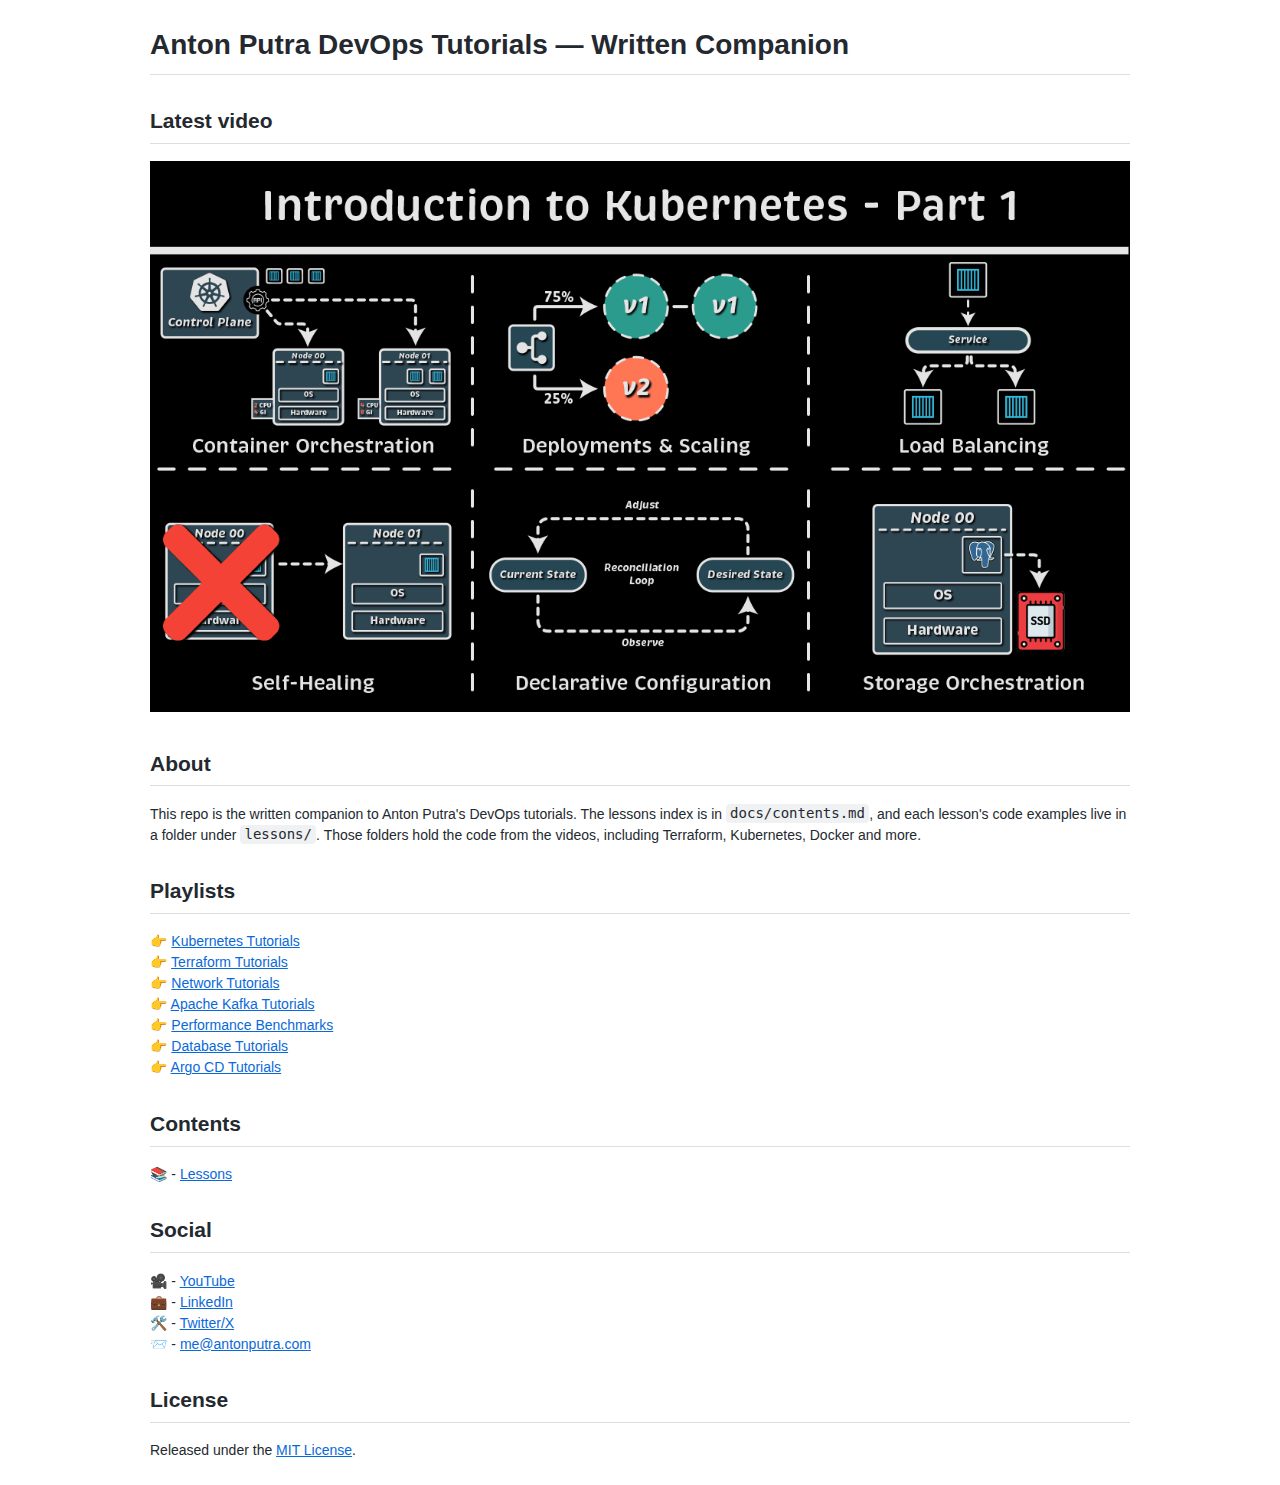 Anton Putra DevOps Tutorials — Written Companion
Latest video
Introduction to Kubernetes - Part 1
Control Plane
API
Node 00
OS
Hardware
CPU
GI
Node 01
OS
Hardware
CPU
GI
Container Orchestration
75%
25%
v1
v1
v2
Deployments & Scaling
Service
Load Balancing
Node 00
Node 01
OS
Hardware
Self-Healing
Adjust
Current State
Reconciliation
Loop
Desired State
Observe
Declarative Configuration
Node 00
OS
Hardware
SSD
Storage Orchestration
About
This repo is the written companion to Anton Putra's DevOps tutorials. The lessons index is in docs/contents.md, and each lesson's code examples live in
a folder under lessons/. Those folders hold the code from the videos, including Terraform, Kubernetes, Docker and more.
Playlists
👉 Kubernetes Tutorials
👉 Terraform Tutorials
👉 Network Tutorials
👉 Apache Kafka Tutorials
👉 Performance Benchmarks
👉 Database Tutorials
👉 Argo CD Tutorials
Contents
📚 - Lessons
Social
🎥 - YouTube
💼 - LinkedIn
🛠️ - Twitter/X
📨 - me@antonputra.com
License
Released under the MIT License.